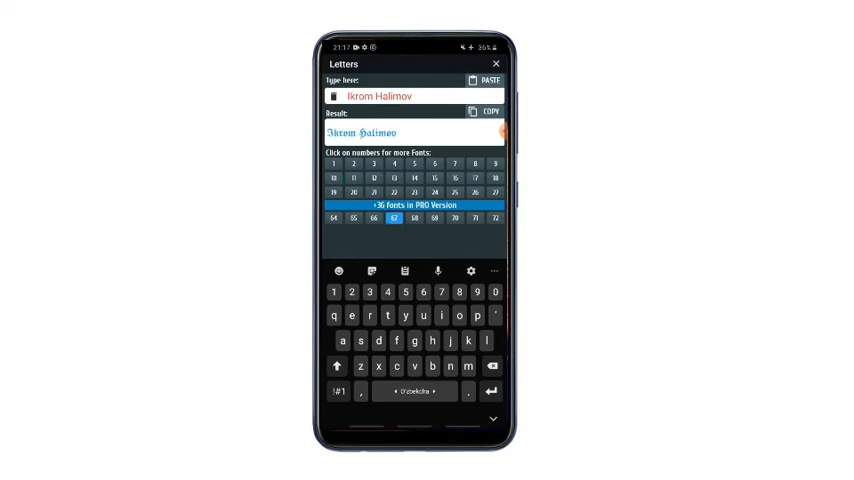 21:17 36%
Letters
Type here: PASTE
Ikrom Halimov
Result: COPY
Ikrom Halimov
Click on numbers for more Fonts:
1 2 3 4 5 6 7 8 9
10 11 12 13 14 15 16 17 18
19 20 21 22 23 24 25 26 27
+36 fonts in PRO Version
64 65 66 67 68 69 70 71 72
1 2 3 4 5 6 7 8 9 0
q e r t y u i o p ‘
a s d f g h j k l
z x c v b n m
!#1 , O‘zbekcha .